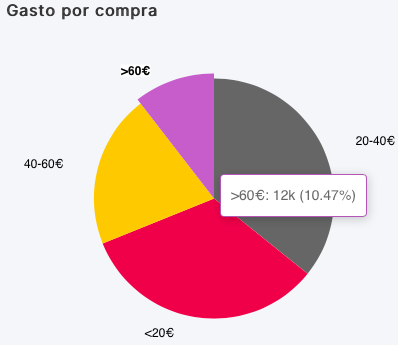 Gasto por compra
>60€
20-40€
40-60€
>60€: 12k (10.47%)
<20€